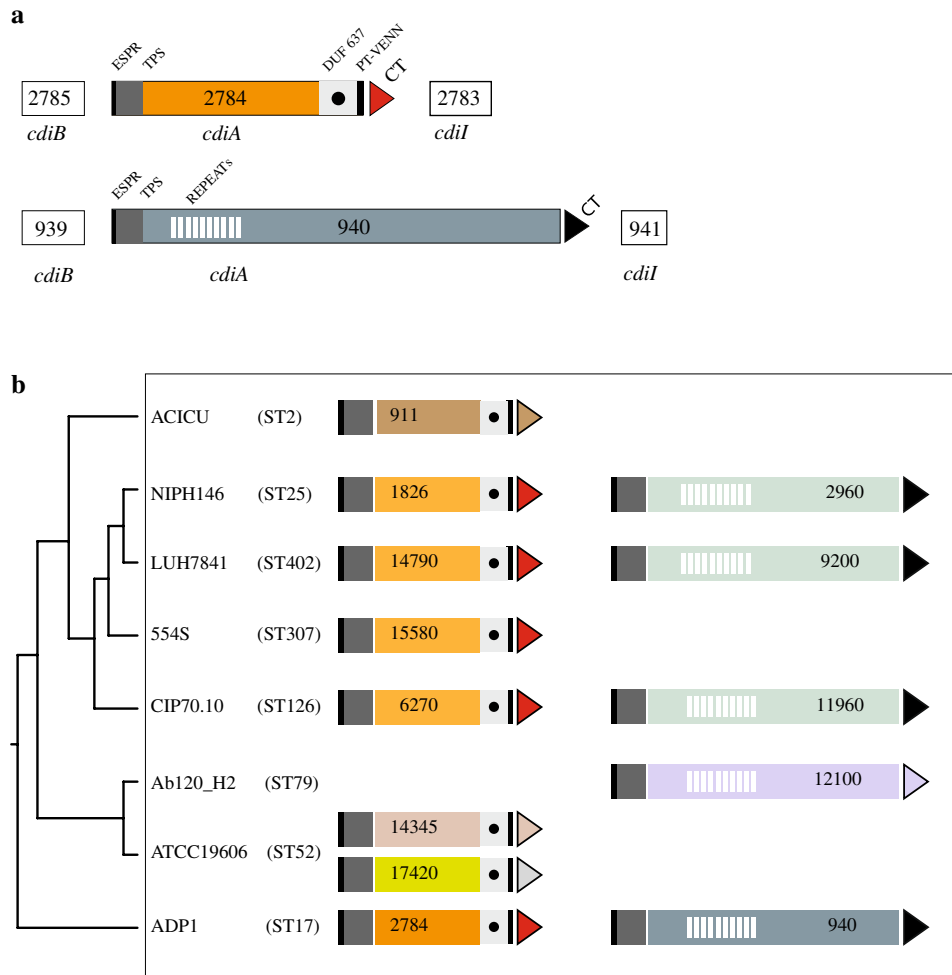 a
ESPR TPS DUF 637 PT-VENN CT
2785 2784 2783
cdiB cdiA cdiI
ESPR TPS REPEATs CT
939 940 941
cdiB cdiA cdiI
b
ACICU (ST2) 911
NIPH146 (ST25) 1826 2960
LUH7841 (ST402) 14790 9200
554S (ST307) 15580
CIP70.10 (ST126) 6270 11960
Ab120_H2 (ST79) 12100
14345
ATCC19606 (ST52)
17420
ADP1 (ST17) 2784 940